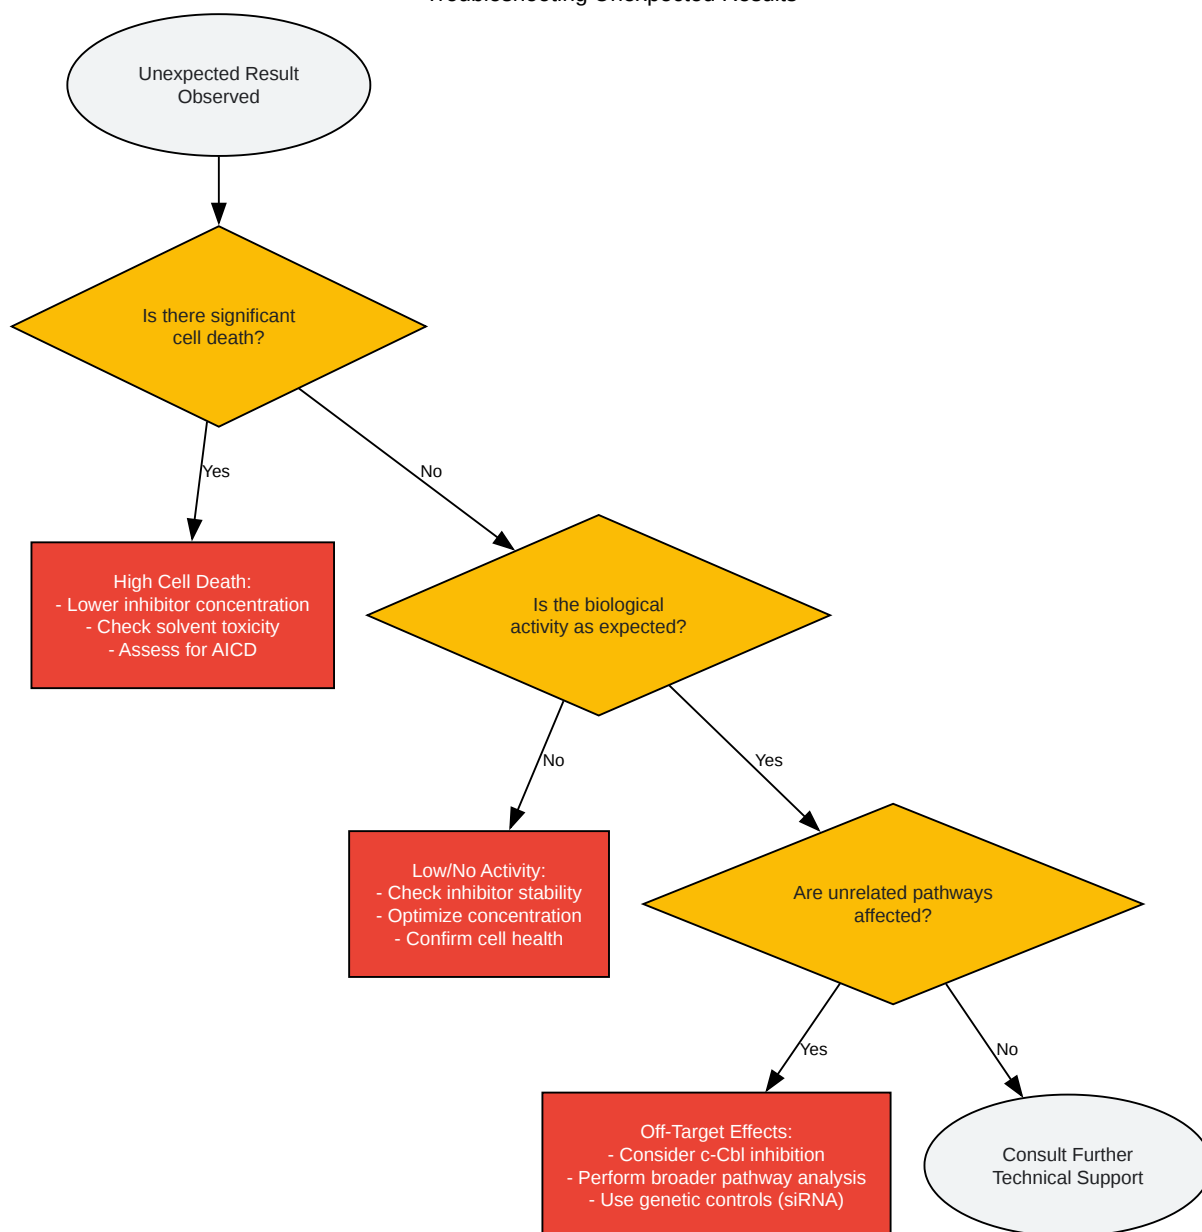 Troubleshooting Unexpected Results
Unexpected Result
Observed
Is there significant
cell death?
Yes
No
High Cell Death:
- Lower inhibitor concentration
- Check solvent toxicity
- Assess for AICD
Is the biological
activity as expected?
No
Yes
Low/No Activity:
- Check inhibitor stability
- Optimize concentration
- Confirm cell health
Are unrelated pathways
affected?
Yes
No
Off-Target Effects:
- Consider c-Cbl inhibition
- Perform broader pathway analysis
- Use genetic controls (siRNA)
Consult Further
Technical Support